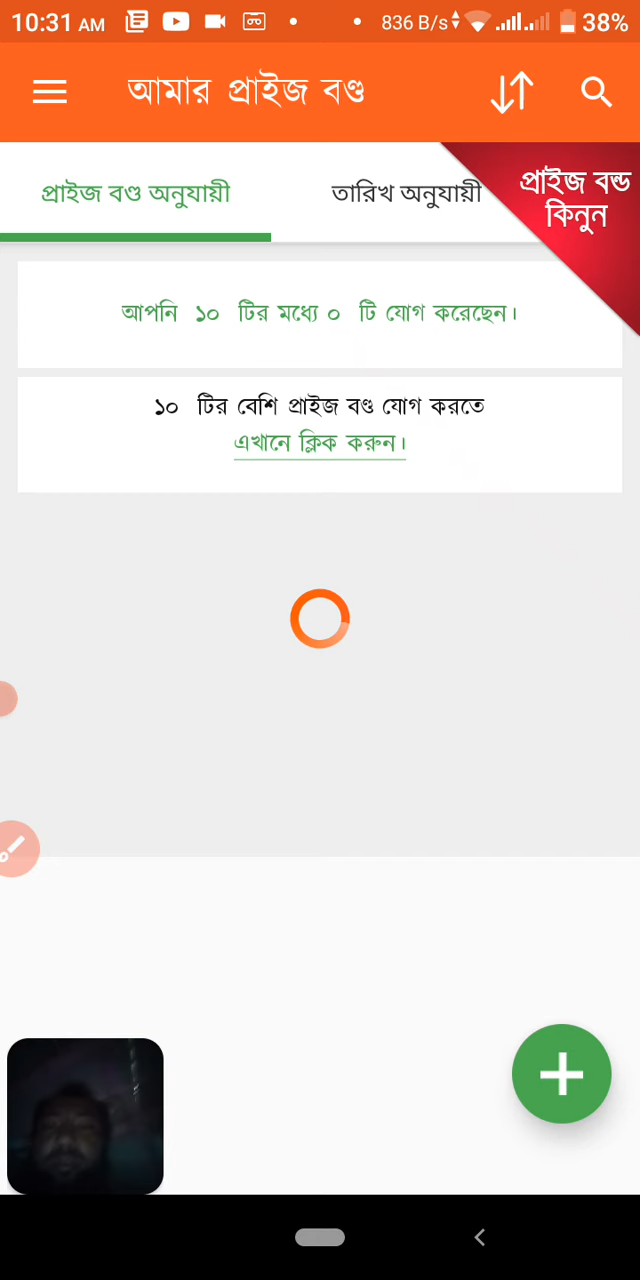 10:31 AM 836 B/s 38%
আমার প্রাইজ বণ্ড
প্রাইজ বণ্ড অনুযায়ী তারিখ অনুযায়ী
প্রাইজ বন্ড
কিনুন
আপনি ১০ টির মধ্যে ০ টি যোগ করেছেন।
১০ টির বেশি প্রাইজ বণ্ড যোগ করতে
এখানে ক্লিক করুন।